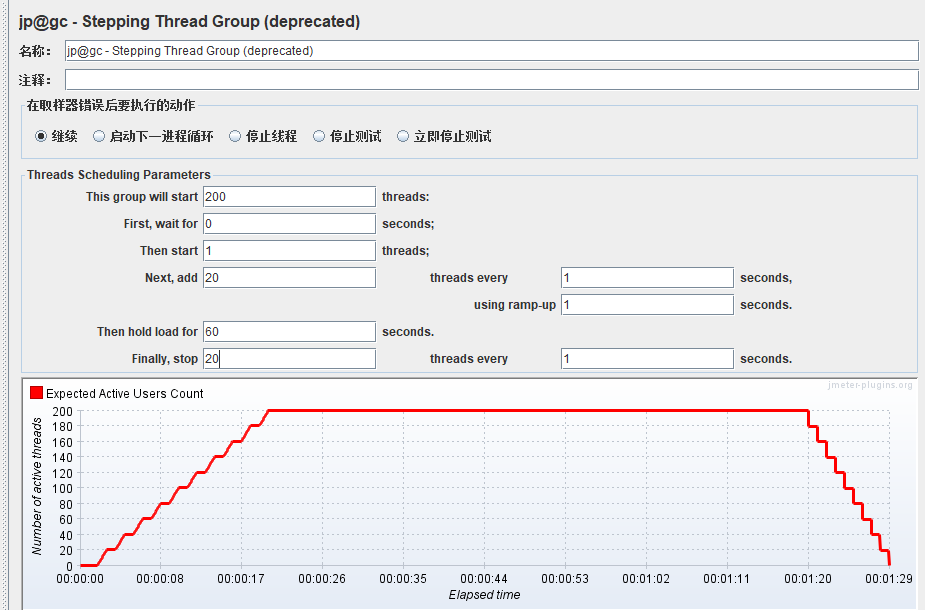 jp@gc - Stepping Thread Group (deprecated)
名称： jp@gc - Stepping Thread Group (deprecated)
注释：
在取样器错误后要执行的动作
继续 启动下一进程循环 停止线程 停止测试 立即停止测试
Threads Scheduling Parameters
This group will start 200 threads:
First, wait for 0 seconds;
Then start 1 threads;
Next, add 20 threads every 1 seconds,
using ramp-up 1 seconds.
Then hold load for 60 seconds.
Finally, stop 20 threads every 1 seconds.
jmeter-plugins.org
Expected Active Users Count
Number of active threads
200
180
160
140
120
100
80
60
40
20
0
00:00:00 00:00:08 00:00:17 00:00:26 00:00:35 00:00:44 00:00:53 00:01:02 00:01:11 00:01:20 00:01:29
Elapsed time